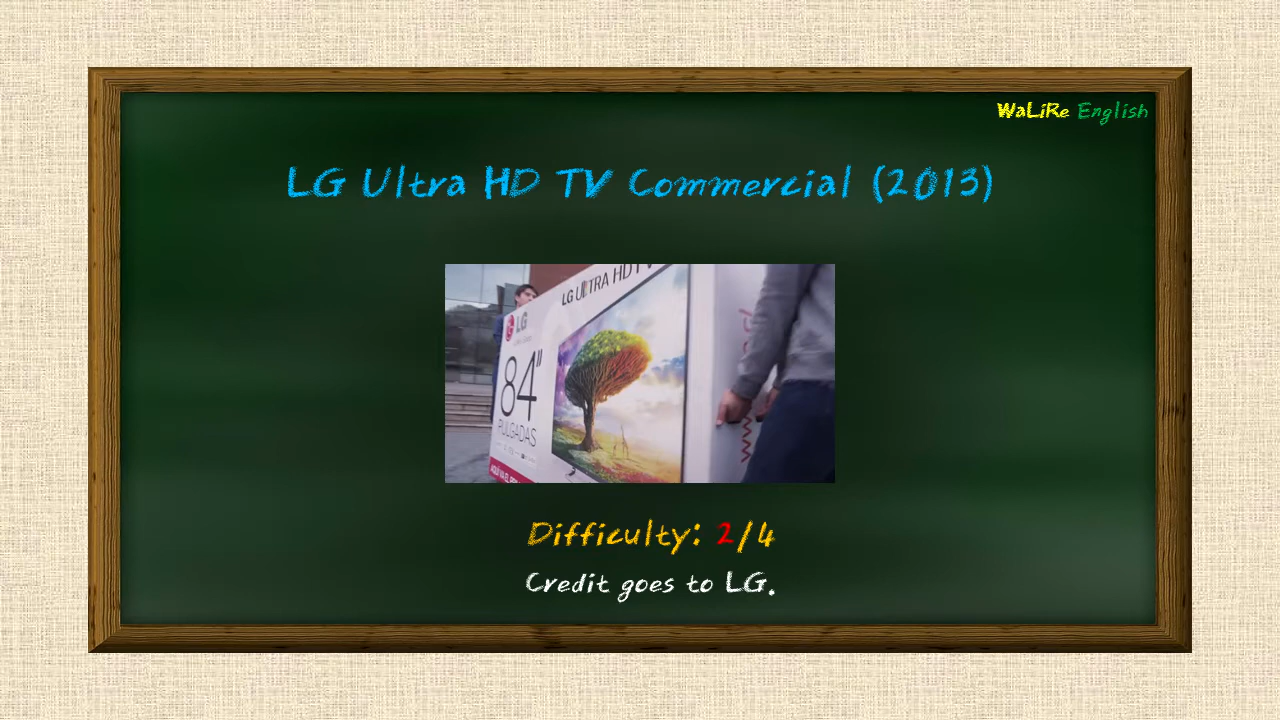 WaLiRe English
LG Ultra HD TV Commercial (2013)
LG ULTRA HD TV
LG
84"
PULGADAS
Difficulty: 2/4
Credit goes to LG.